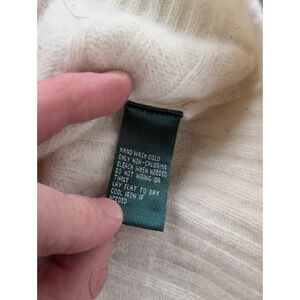 HAND WASH COLD
ONLY NON-CHLORINE
BLEACH WHEN NEEDED
DO NOT WRING OR
TWIST
LAY FLAT TO DRY
COOL IRON IF
NEEDED